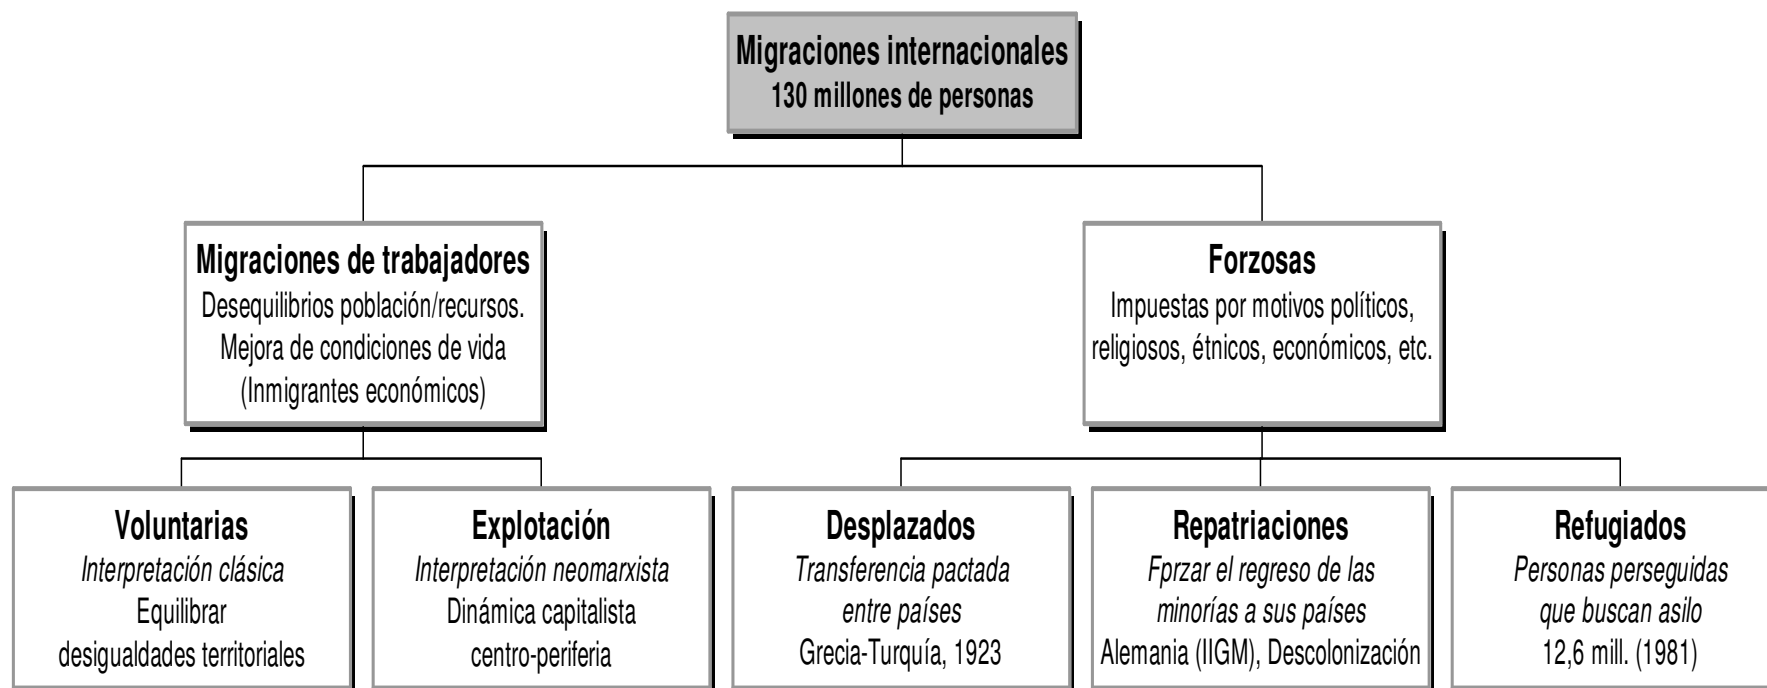 Migraciones internacionales
130 millones de personas
Migraciones de trabajadores
Desequilibrios población/recursos.
Mejora de condiciones de vida
(Inmigrantes económicos)
Forzosas
Impuestas por motivos políticos,
religiosos, étnicos, económicos, etc.
Voluntarias
Interpretación clásica
Equilibrar
desigualdades territoriales
Explotación
Interpretación neomarxista
Dinámica capitalista
centro-periferia
Desplazados
Transferencia pactada
entre países
Grecia-Turquía, 1923
Repatriaciones
Fprzar el regreso de las
minorías a sus países
Alemania (IIGM), Descolonización
Refugiados
Personas perseguidas
que buscan asilo
12,6 mill. (1981)